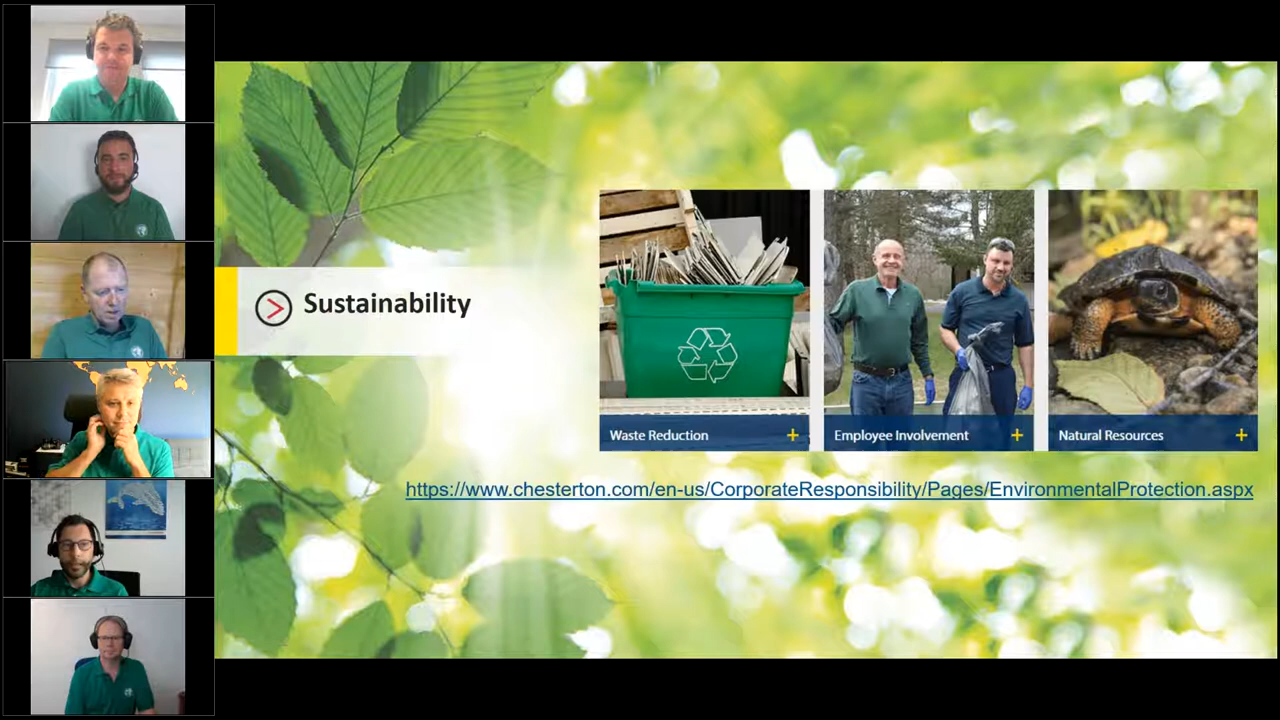 Sustainability
Waste Reduction +
Employee Involvement +
Natural Resources +
https://www.chesterton.com/en-us/CorporateResponsibility/Pages/EnvironmentalProtection.aspx